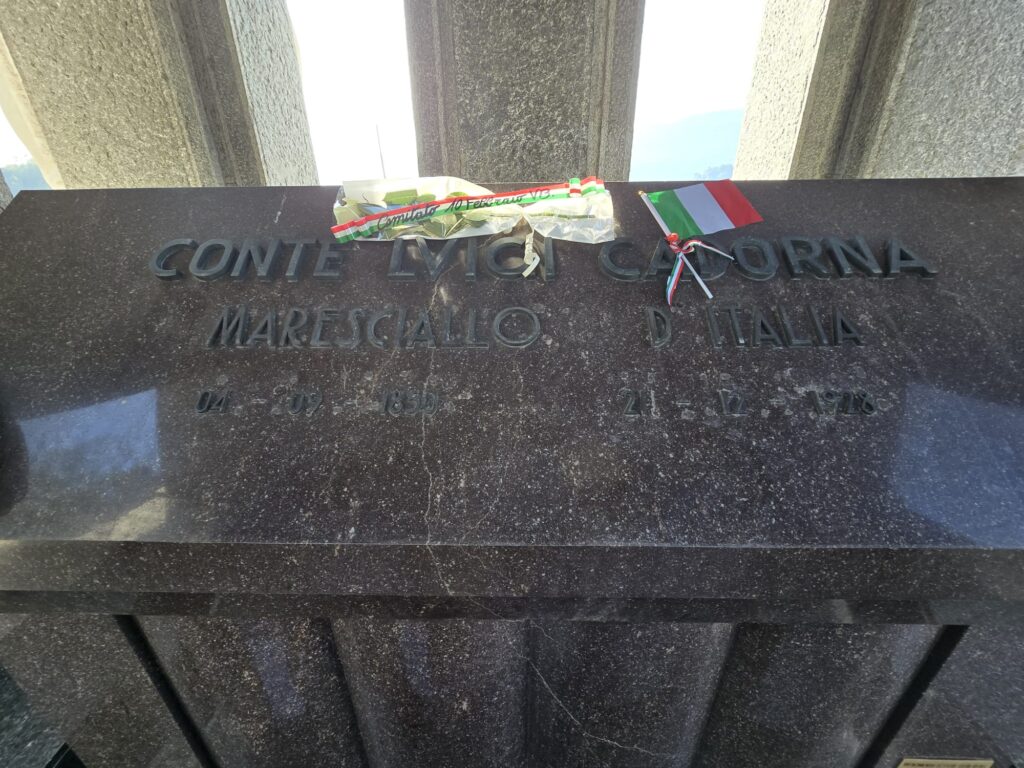 Comitato 10 Febbraio VB
CONTE LVIGI CADORNA
MARESCIALLO D'ITALIA
04 - 09 - 1850 21 - 12 - 1928